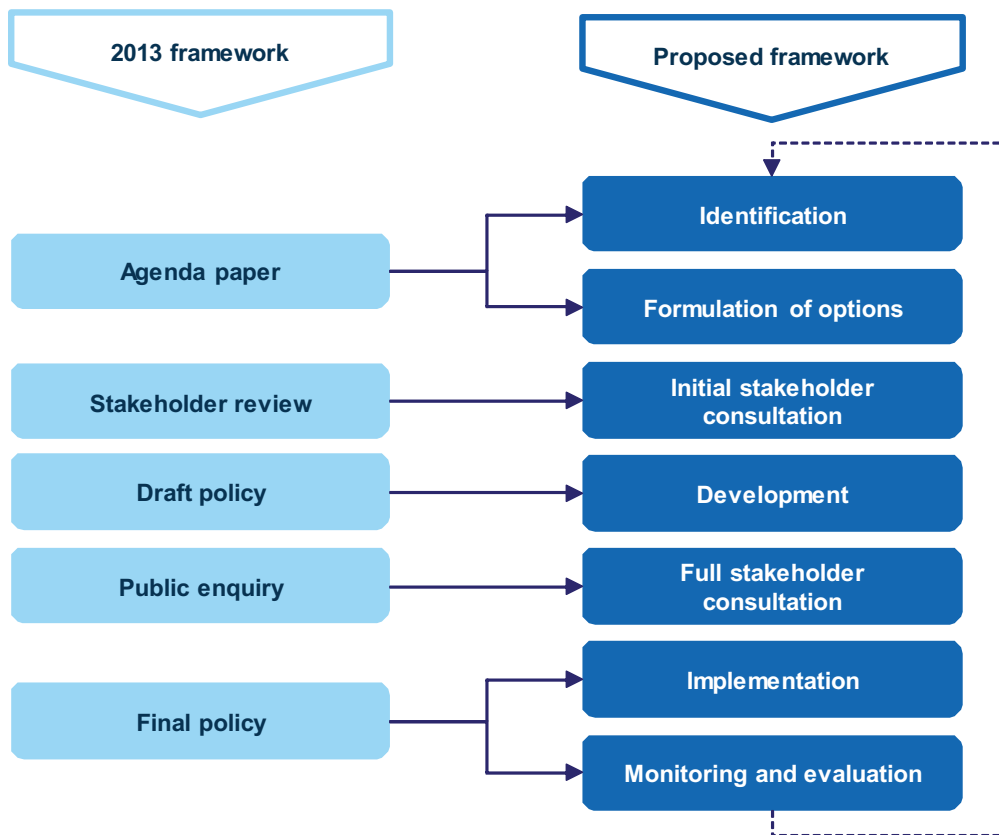 2013 framework
Proposed framework
Identification
Agenda paper
Formulation of options
Stakeholder review
Initial stakeholder
consultation
Draft policy
Development
Public enquiry
Full stakeholder
consultation
Implementation
Final policy
Monitoring and evaluation